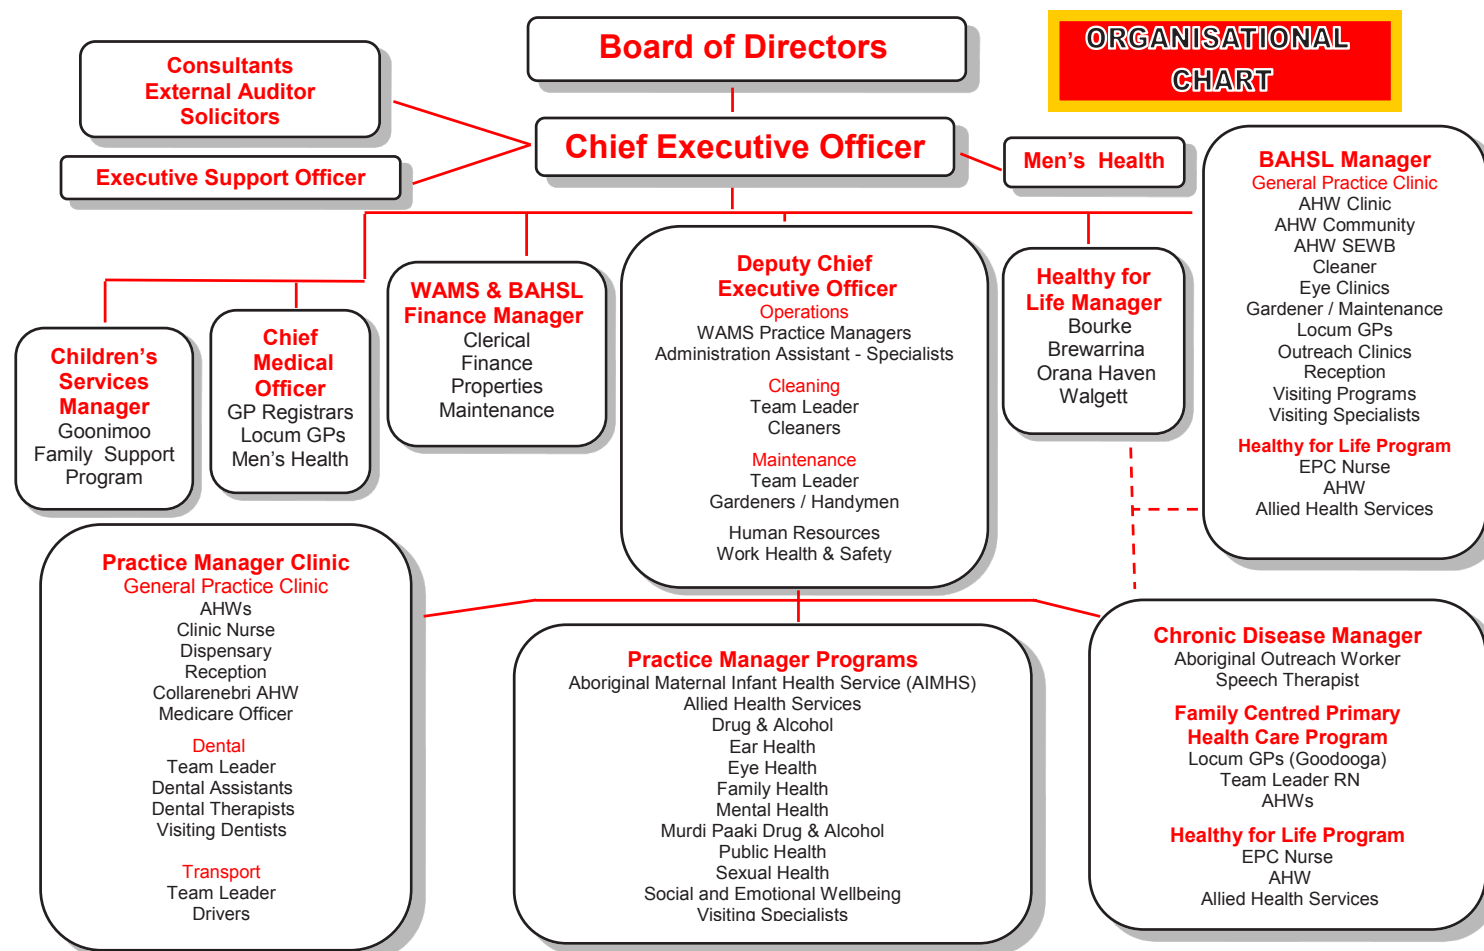 ORGANISATIONAL
CHART
Board of Directors
Consultants
External Auditor
Solicitors
Chief Executive Officer
Executive Support Officer
Men's  Health
BAHSL Manager
General Practice Clinic
AHW Clinic
AHW Community
AHW SEWB
Cleaner
Eye Clinics
Gardener / Maintenance
Locum GPs
Outreach Clinics
Reception
Visiting Programs
Visiting Specialists
Healthy for Life Program
EPC Nurse
AHW
Allied Health Services
Children's
Services
Manager
Goonimoo
Family  Support
Program
Chief
Medical
Officer
GP Registrars
Locum GPs
Men's Health
WAMS & BAHSL
Finance Manager
Clerical
Finance
Properties
Maintenance
Deputy Chief
Executive Officer
Operations
WAMS Practice Managers
Administration Assistant - Specialists
Cleaning
Team Leader
Cleaners
Maintenance
Team Leader
Gardeners / Handymen
Human Resources
Work Health & Safety
Healthy for
Life Manager
Bourke
Brewarrina
Orana Haven
Walgett
Practice Manager Clinic
General Practice Clinic
AHWs
Clinic Nurse
Dispensary
Reception
Collarenebri AHW
Medicare Officer
Dental
Team Leader
Dental Assistants
Dental Therapists
Visiting Dentists
Transport
Team Leader
Drivers
Practice Manager Programs
Aboriginal Maternal Infant Health Service (AIMHS)
Allied Health Services
Drug & Alcohol
Ear Health
Eye Health
Family Health
Mental Health
Murdi Paaki Drug & Alcohol
Public Health
Sexual Health
Social and Emotional Wellbeing
Visiting Specialists
Chronic Disease Manager
Aboriginal Outreach Worker
Speech Therapist
Family Centred Primary
Health Care Program
Locum GPs (Goodooga)
Team Leader RN
AHWs
Healthy for Life Program
EPC Nurse
AHW
Allied Health Services